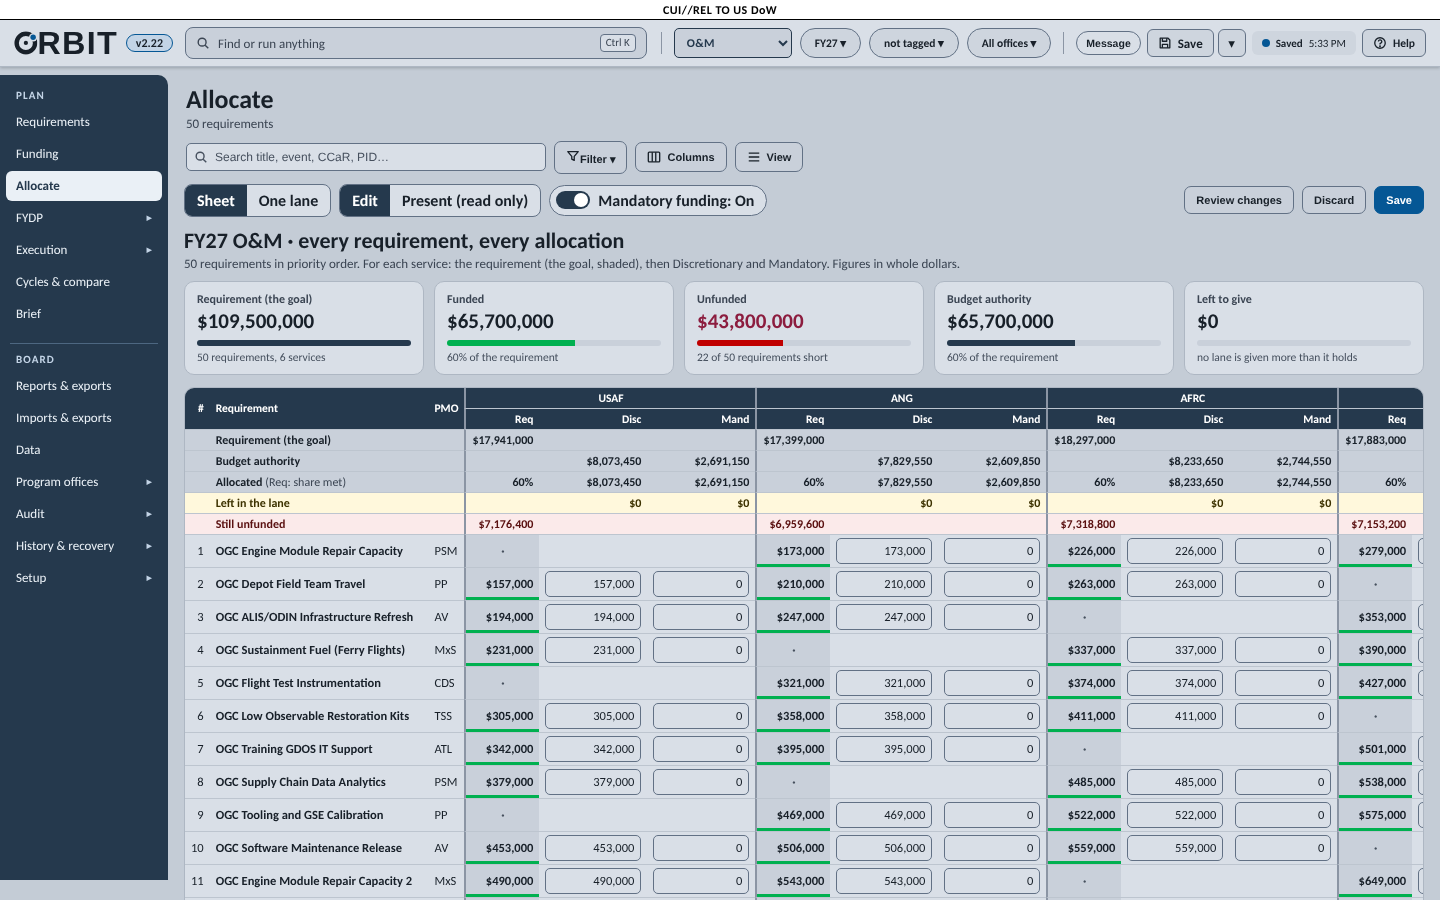 CUI//REL TO US DoW
ORBIT v2.22 Find or run anything Ctrl K O&M FY27 ▾ not tagged ▾ All offices ▾ Message Save ▾ Saved 5:33 PM Help
PLAN
Requirements
Funding
Allocate
FYDP ▸
Execution ▸
Cycles & compare
Brief
BOARD
Reports & exports
Imports & exports
Data
Program offices ▸
Audit ▸
History & recovery ▸
Setup ▸
Allocate
50 requirements
Search title, event, CCaR, PID… Filter ▾ Columns View
Sheet One lane Edit Present (read only) Mandatory funding: On Review changes Discard Save
FY27 O&M · every requirement, every allocation
50 requirements in priority order. For each service: the requirement (the goal, shaded), then Discretionary and Mandatory. Figures in whole dollars.
Requirement (the goal)
$109,500,000
50 requirements, 6 services
Funded
$65,700,000
60% of the requirement
Unfunded
$43,800,000
22 of 50 requirements short
Budget authority
$65,700,000
60% of the requirement
Left to give
$0
no lane is given more than it holds
# Requirement PMO USAF ANG AFRC
Req Disc Mand Req Disc Mand Req Disc Mand Req
Requirement (the goal) $17,941,000 $17,399,000 $18,297,000 $17,883,000
Budget authority $8,073,450 $2,691,150 $7,829,550 $2,609,850 $8,233,650 $2,744,550
Allocated (Req: share met) 60% $8,073,450 $2,691,150 60% $7,829,550 $2,609,850 60% $8,233,650 $2,744,550 60%
Left in the lane $0 $0 $0 $0 $0 $0
Still unfunded $7,176,400 $6,959,600 $7,318,800 $7,153,200
1 OGC Engine Module Repair Capacity PSM · $173,000 173,000 0 $226,000 226,000 0 $279,000
2 OGC Depot Field Team Travel PP $157,000 157,000 0 $210,000 210,000 0 $263,000 263,000 0 ·
3 OGC ALIS/ODIN Infrastructure Refresh AV $194,000 194,000 0 $247,000 247,000 0 · $353,000
4 OGC Sustainment Fuel (Ferry Flights) MxS $231,000 231,000 0 · $337,000 337,000 0 $390,000
5 OGC Flight Test Instrumentation CDS · $321,000 321,000 0 $374,000 374,000 0 $427,000
6 OGC Low Observable Restoration Kits TSS $305,000 305,000 0 $358,000 358,000 0 $411,000 411,000 0 ·
7 OGC Training GDOS IT Support ATL $342,000 342,000 0 $395,000 395,000 0 · $501,000
8 OGC Supply Chain Data Analytics PSM $379,000 379,000 0 · $485,000 485,000 0 $538,000
9 OGC Tooling and GSE Calibration PP · $469,000 469,000 0 $522,000 522,000 0 $575,000
10 OGC Software Maintenance Release AV $453,000 453,000 0 $506,000 506,000 0 $559,000 559,000 0 ·
11 OGC Engine Module Repair Capacity 2 MxS $490,000 490,000 0 $543,000 543,000 0 · $649,000